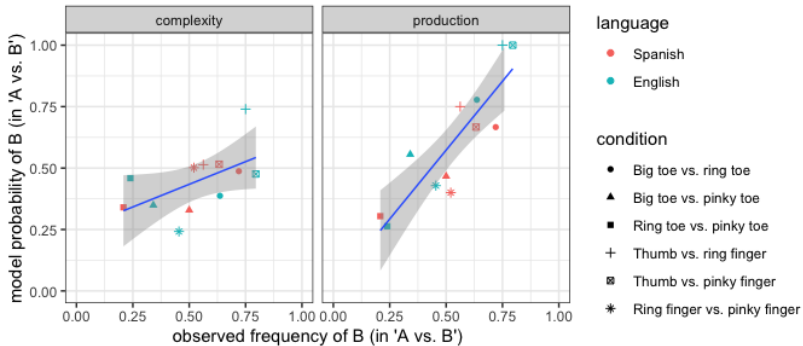 complexity
production
model probability of B (in 'A vs. B')
1.00
0.75
0.50
0.25
0.00
0.00 0.25 0.50 0.75 1.00
0.00 0.25 0.50 0.75 1.00
observed frequency of B (in 'A vs. B')
language
Spanish
English
condition
Big toe vs. ring toe
Big toe vs. pinky toe
Ring toe vs. pinky toe
Thumb vs. ring finger
Thumb vs. pinky finger
Ring finger vs. pinky finger